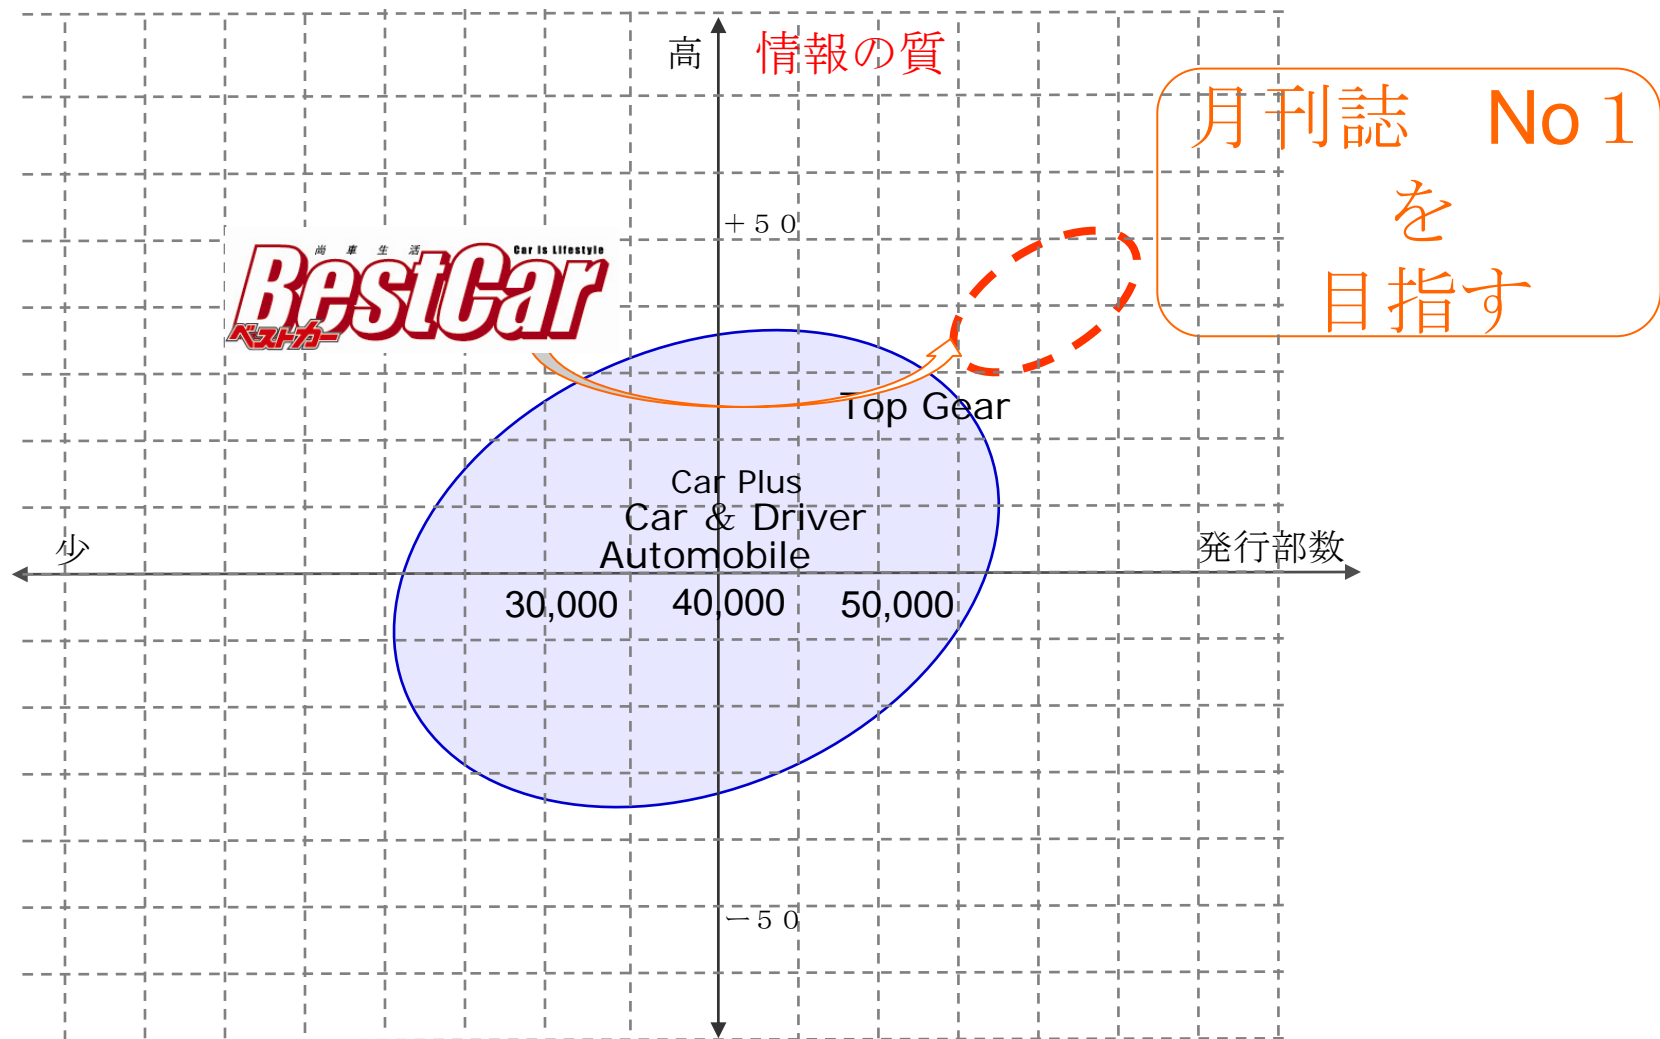 高
情報の質
月刊誌　No１
を
目指す
＋５０
尚車生活
Car is Lifestyle
BestCar
ベストカー
Top Gear
Car Plus
Car ＆ Driver
Automobile
少
発行部数
30,000
40,000
50,000
－５０